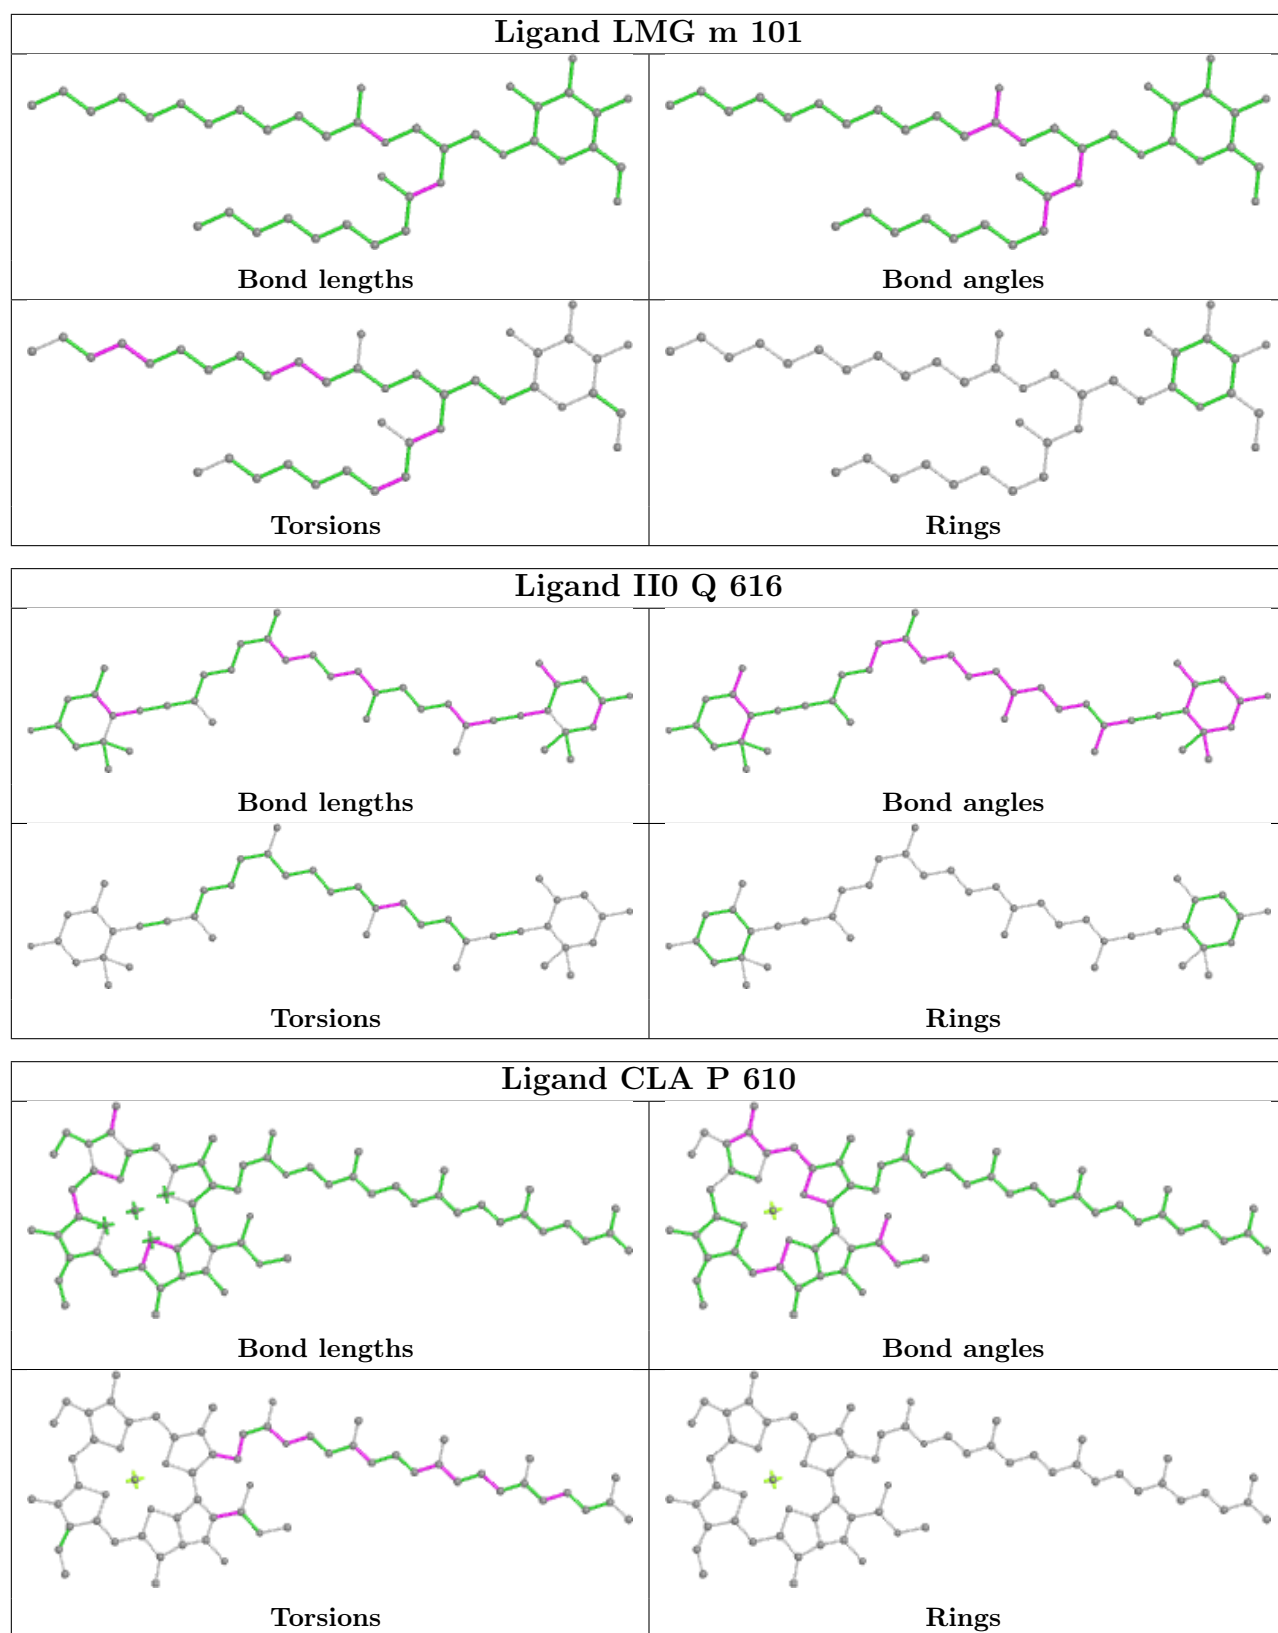 Ligand LMG m 101
Bond lengths
Bond angles
Torsions
Rings
Ligand II0 Q 616
Bond lengths
Bond angles
Torsions
Rings
Ligand CLA P 610
Bond lengths
Bond angles
Torsions
Rings